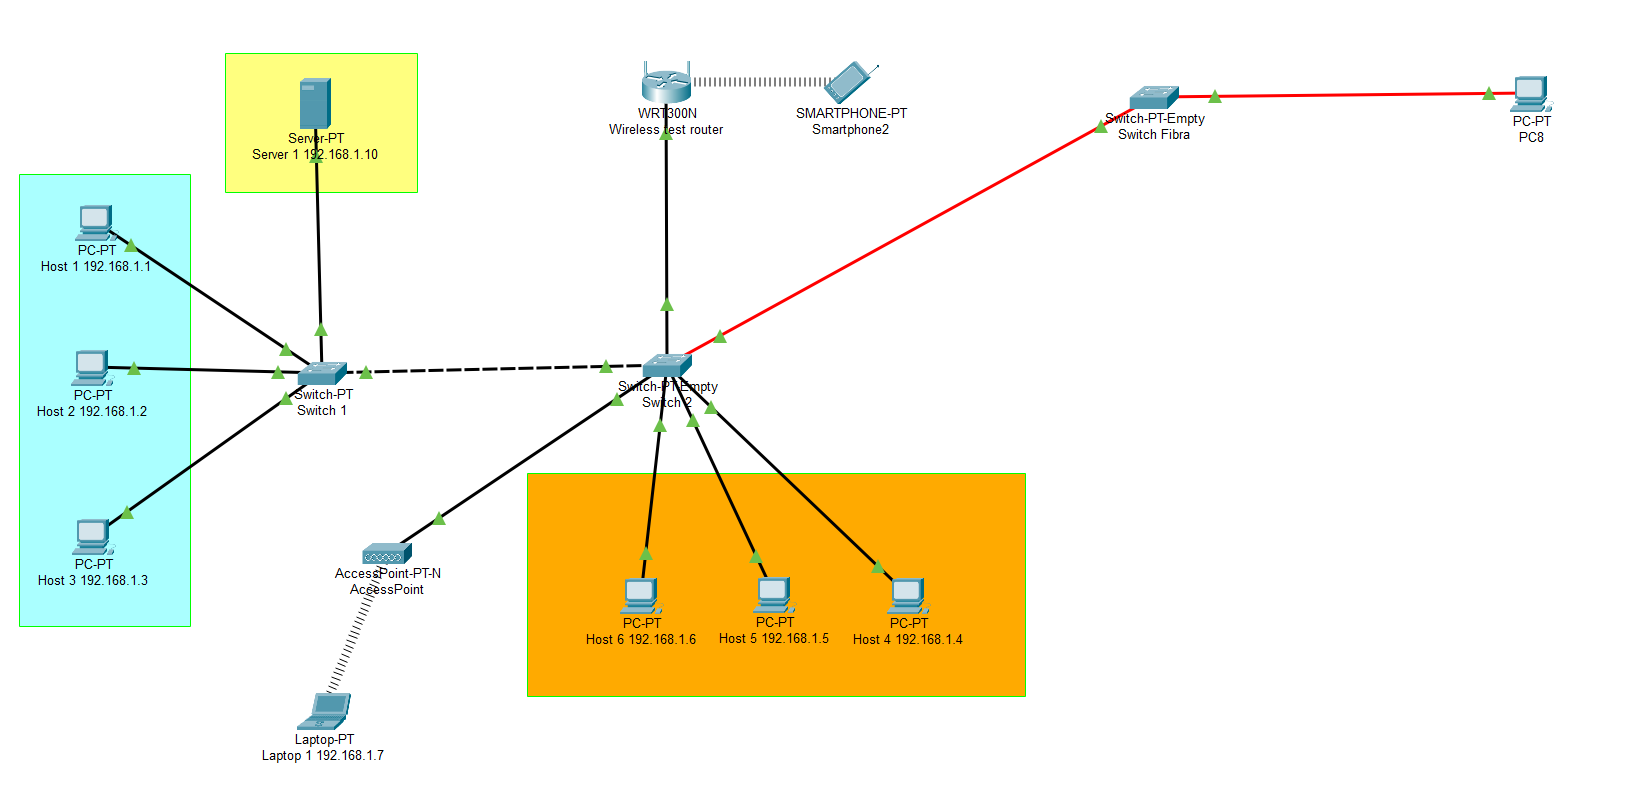 Server-PT
Server 1 192.168.1.10
WRT300N
Wireless test router
SMARTPHONE-PT
Smartphone2
Switch-PT-Empty
Switch Fibra
PC-PT
PC8
PC-PT
Host 1 192.168.1.1
PC-PT
Host 2 192.168.1.2
Switch-PT
Switch 1
Switch-PT-Empty
Switch 2
PC-PT
Host 3 192.168.1.3
AccessPoint-PT-N
AccessPoint
PC-PT
Host 6 192.168.1.6
PC-PT
Host 5 192.168.1.5
PC-PT
Host 4 192.168.1.4
Laptop-PT
Laptop 1 192.168.1.7